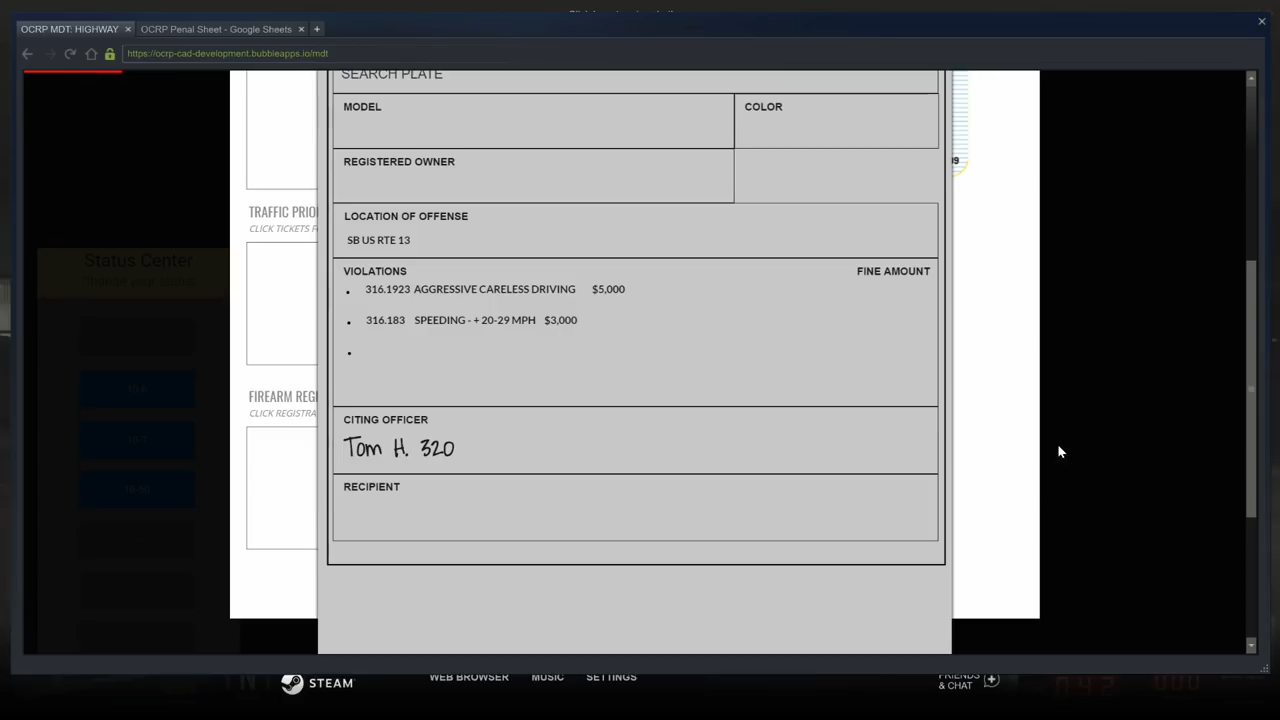 OCRP MDT: HIGHWAY
OCRP Penal Sheet - Google Sheets
https://ocrp-cad-development.bubbleapps.io/mdt
SEARCH PLATE
MODEL
COLOR
REGISTERED OWNER
TRAFFIC PRIO
CLICK TICKETS F
LOCATION OF OFFENSE
SB US RTE 13
Status Center
VIOLATIONS
FINE AMOUNT
• 316.1923 AGGRESSIVE CARELESS DRIVING $5,000
• 316.183 SPEEDING - + 20-29 MPH $3,000
•
FIREARM REG
CLICK REGISTRA
CITING OFFICER
Tom H. 320
RECIPIENT
STEAM
WEB BROWSER
MUSIC
SETTINGS
FRIENDS
& CHAT